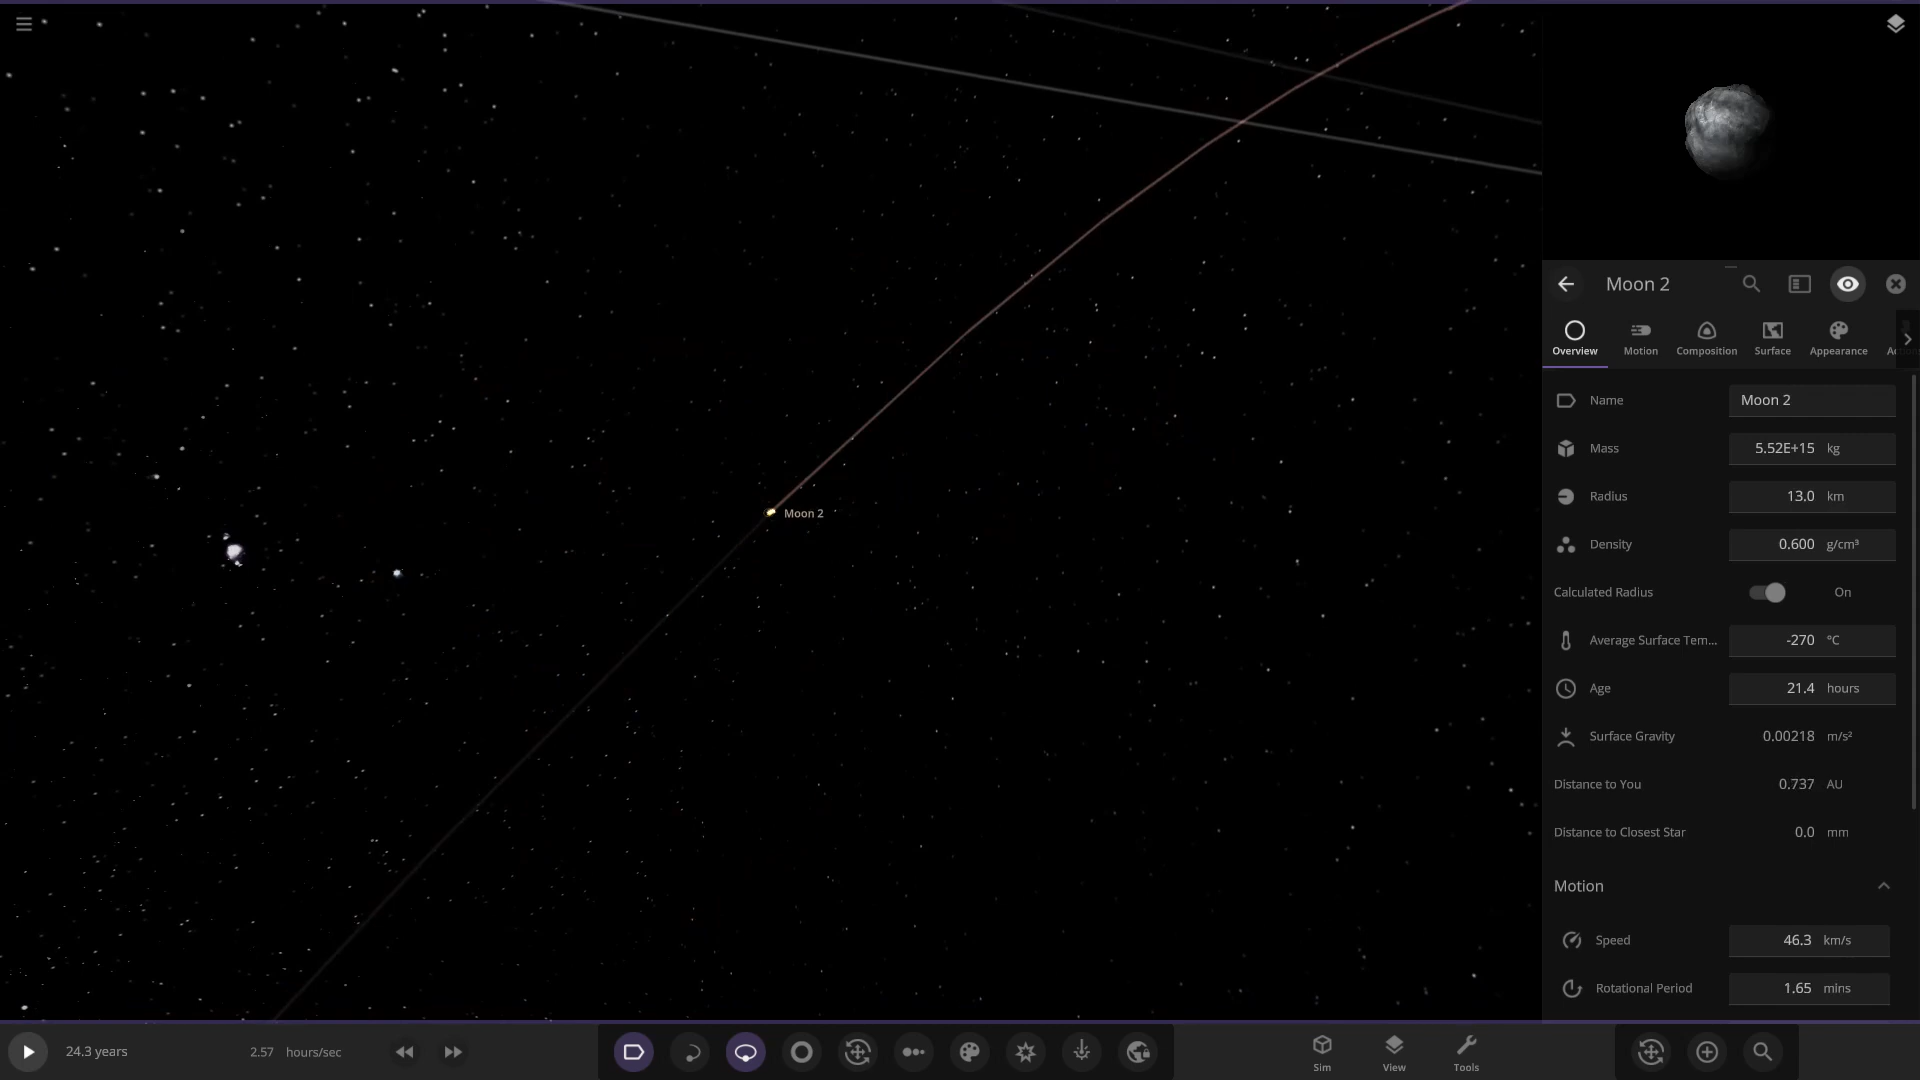 Moon 2
Moon 2
Overview
Motion
Composition
Surface
Appearance
Name
Moon 2
Mass
5.52E+15 kg
Radius
13.0 km
Density
0.600 g/cm³
Calculated Radius
On
Average Surface Tem...
-270 °C
Age
21.4 hours
Surface Gravity
0.00218 m/s²
Distance to You
0.737 AU
Distance to Closest Star
0.0 mm
Motion
Speed
46.3 km/s
Rotational Period
1.65 mins
24.3 years
2.57 hours/sec
Sim
View
Tools